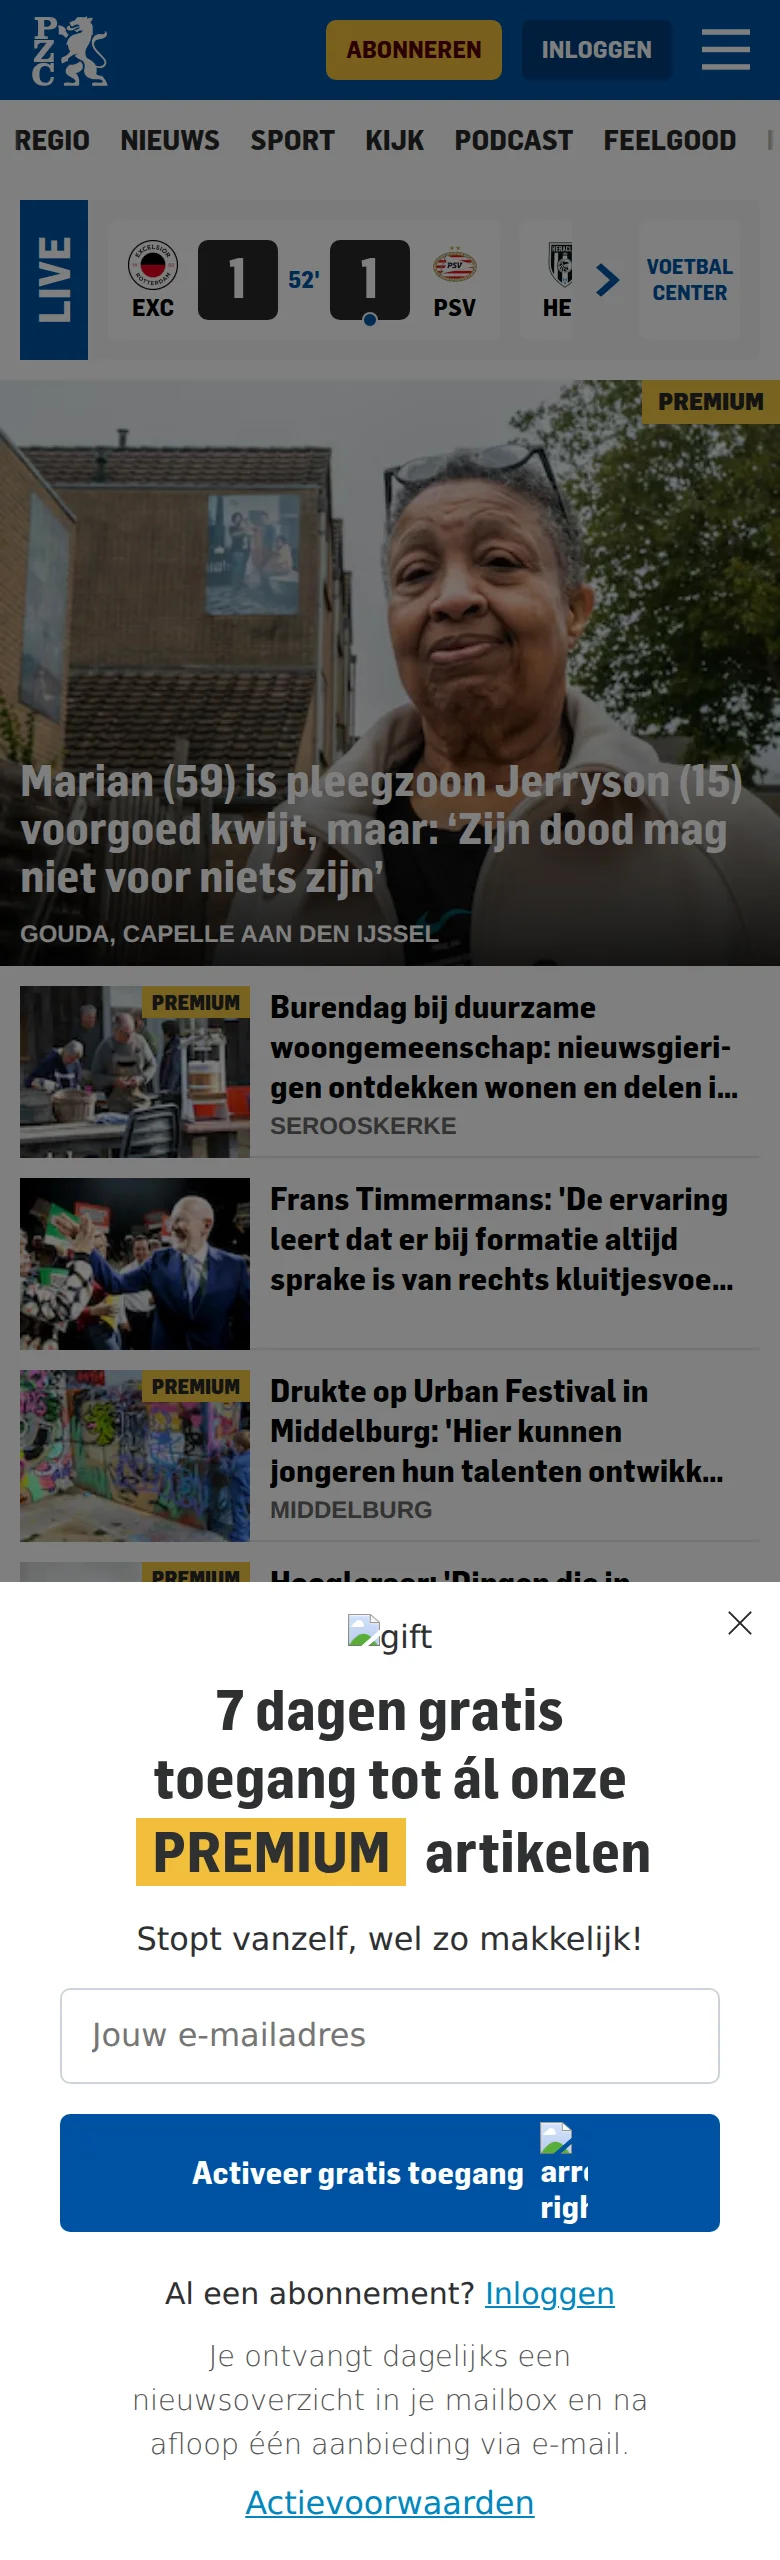 PZC
ABONNEREN
INLOGGEN
REGIO NIEUWS SPORT KIJK PODCAST FEELGOOD
LIVE
EXCELSIOR
ROTTERDAM
EXC
1
52'
1
PSV
PSV
HERACL
HE
VOETBAL
CENTER
PREMIUM
Marian (59) is pleegzoon Jerryson (15)
voorgoed kwijt, maar: ‘Zijn dood mag
niet voor niets zijn’
GOUDA, CAPELLE AAN DEN IJSSEL
PREMIUM
Burendag bij duurzame
woongemeenschap: nieuwsgieri-
gen ontdekken wonen en delen i...
SEROOSKERKE
Frans Timmermans: 'De ervaring
leert dat er bij formatie altijd
sprake is van rechts kluitjesvoe...
PREMIUM
Drukte op Urban Festival in
Middelburg: 'Hier kunnen
jongeren hun talenten ontwikk...
MIDDELBURG
PREMIUM
gift
7 dagen gratis
toegang tot ál onze
PREMIUM artikelen
Stopt vanzelf, wel zo makkelijk!
Jouw e-mailadres
Activeer gratis toegang
arr
righ
Al een abonnement? Inloggen
Je ontvangt dagelijks een
nieuwsoverzicht in je mailbox en na
afloop één aanbieding via e-mail.
Actievoorwaarden